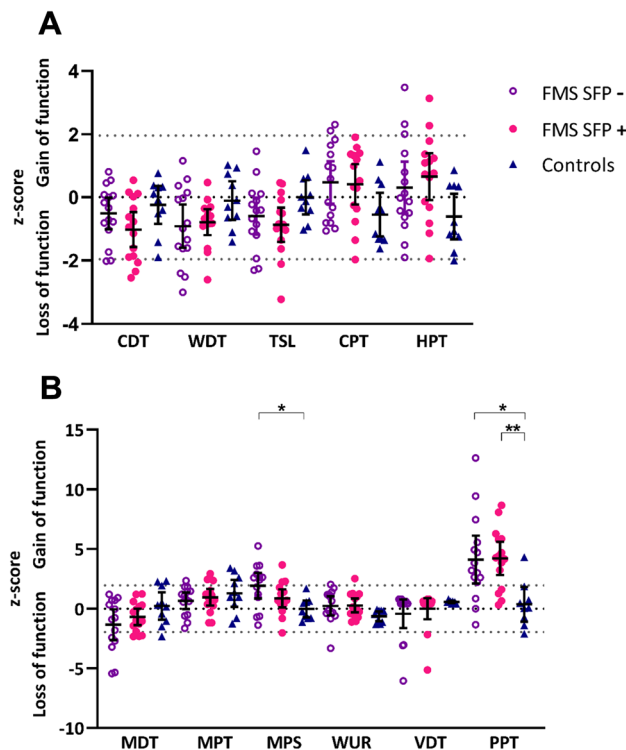 A
4
2
0
-2
-4
z-score
Gain of function
Loss of function
CDT WDT TSL CPT HPT
FMS SFP -
FMS SFP +
Controls
B
* * **
15
10
5
0
-5
-10
z-score
Gain of function
Loss of function
MDT MPT MPS WUR VDT PPT